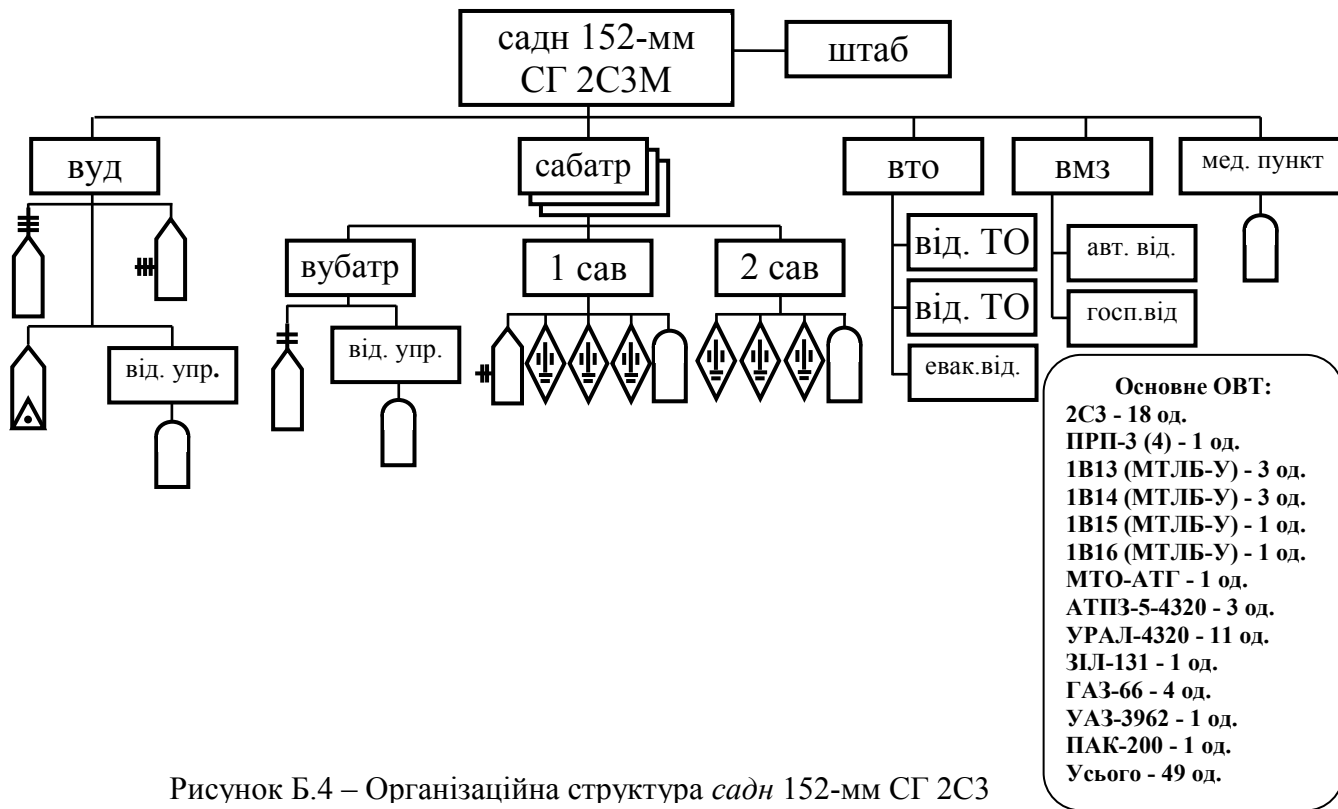 садн 152-мм
СГ 2С3М
штаб
вуд
сабатр
вто
вмз
мед. пункт
від. упр.
вубатр
1 сав
2 сав
від. упр.
від. ТО
від. ТО
евак.від.
авт. від.
госп.від
Основне ОВТ:
2С3 - 18 од.
ПРП-3 (4) - 1 од.
1В13 (МТЛБ-У) - 3 од.
1В14 (МТЛБ-У) - 3 од.
1В15 (МТЛБ-У) - 1 од.
1В16 (МТЛБ-У) - 1 од.
МТО-АТГ - 1 од.
АТПЗ-5-4320 - 3 од.
УРАЛ-4320 - 11 од.
ЗІЛ-131 - 1 од.
ГАЗ-66 - 4 од.
УАЗ-3962 - 1 од.
ПАК-200 - 1 од.
Усього - 49 од.
Рисунок Б.4 – Організаційна структура садн 152-мм СГ 2С3